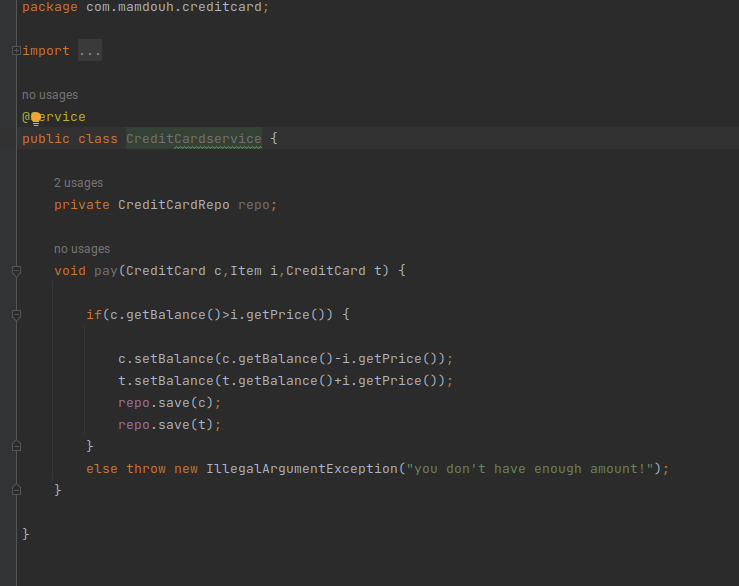 package com.mamdouh.creditcard;
import ...
no usages
@Service
public class CreditCardservice {
2 usages
private CreditCardRepo repo;
no usages
void pay(CreditCard c,Item i,CreditCard t) {
if(c.getBalance()>i.getPrice()) {
c.setBalance(c.getBalance()-i.getPrice());
t.setBalance(t.getBalance()+i.getPrice());
repo.save(c);
repo.save(t);
}
else throw new IllegalArgumentException("you don't have enough amount!");
}
}